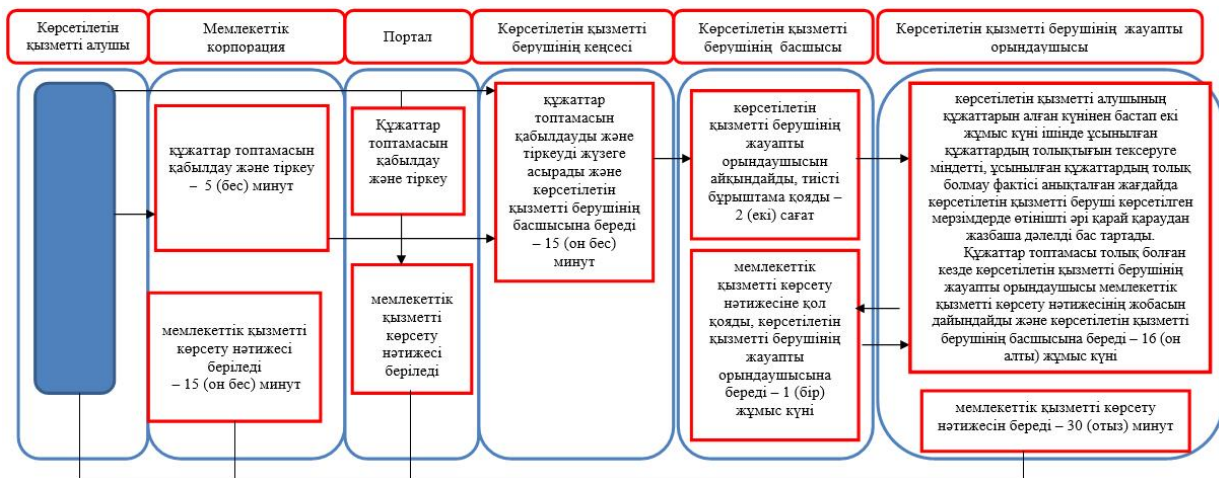 Көрсетілетін
қызметті алушы
Мемлекеттік
корпорация
Портал
Көрсетілетін қызметті
берушінің кеңсесі
Көрсетілетін қызметті
берушінің басшысы
Көрсетілетін қызметті берушінің жауапты
орындаушысы
құжаттар топтамасын
қабылдау және тіркеу
– 5 (бес) минут
мемлекеттік қызметті
көрсету нәтижесі
беріледі
– 15 (он бес) минут
Құжаттар
топтамасын
қабылдау
және тіркеу
мемлекеттік
қызметті
көрсету
нәтижесі
беріледі
құжаттар
топтамасын
қабылдауды және
тіркеуді жүзеге
асырады және
көрсетілетін
қызметті
берушінің
басшысына береді
– 15 (он бес)
минут
көрсетілетін
қызметті берушінің
жауапты
орындаушысын
айқындайды, тиісті
бұрыштама қояды –
2 (екі) сағат
мемлекеттік
қызметті көрсету
нәтижесіне қол
қояды, көрсетілетін
қызметті берушінің
жауапты
орындаушысына
береді – 1 (бір)
жұмыс күні
көрсетілетін қызметті алушының
құжаттарын алған күнінен бастап екі
жұмыс күні ішінде ұсынылған
құжаттардың толықтығын тексеруге
міндетті, ұсынылған құжаттардың толық
болмау фактісі анықталған жағдайда
көрсетілетін қызметті беруші көрсетілген
мерзімдерде өтінішті әрі қарай қараудан
жазбаша дәлелді бас тартады.
Құжаттар топтамасы толық болған
кезде көрсетілетін қызметті берушінің
жауапты орындаушысы мемлекеттік
қызметті көрсету нәтижесінің жобасын
дайындайды және көрсетілетін қызметті
берушінің басшысына береді – 16 (он
алты) жұмыс күні
мемлекеттік қызметті көрсету
нәтижесін береді – 30 (отыз) минут